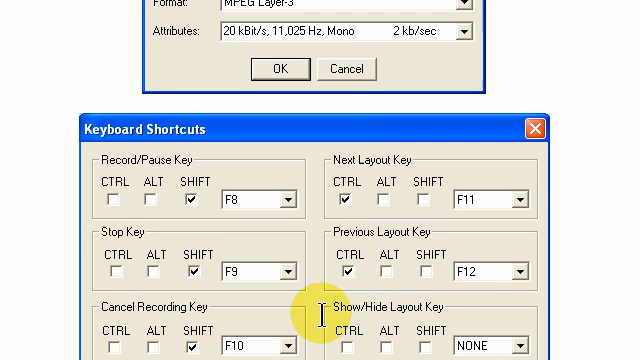 Format: MPEG Layer-3
Attributes: 20 kBit/s, 11,025 Hz, Mono 2 kb/sec
OK Cancel
Keyboard Shortcuts
Record/Pause Key
CTRL ALT SHIFT
F8
Next Layout Key
CTRL ALT SHIFT
F11
Stop Key
CTRL ALT SHIFT
F9
Previous Layout Key
CTRL ALT SHIFT
F12
Cancel Recording Key
CTRL ALT SHIFT
F10
Show/Hide Layout Key
CTRL ALT SHIFT
NONE